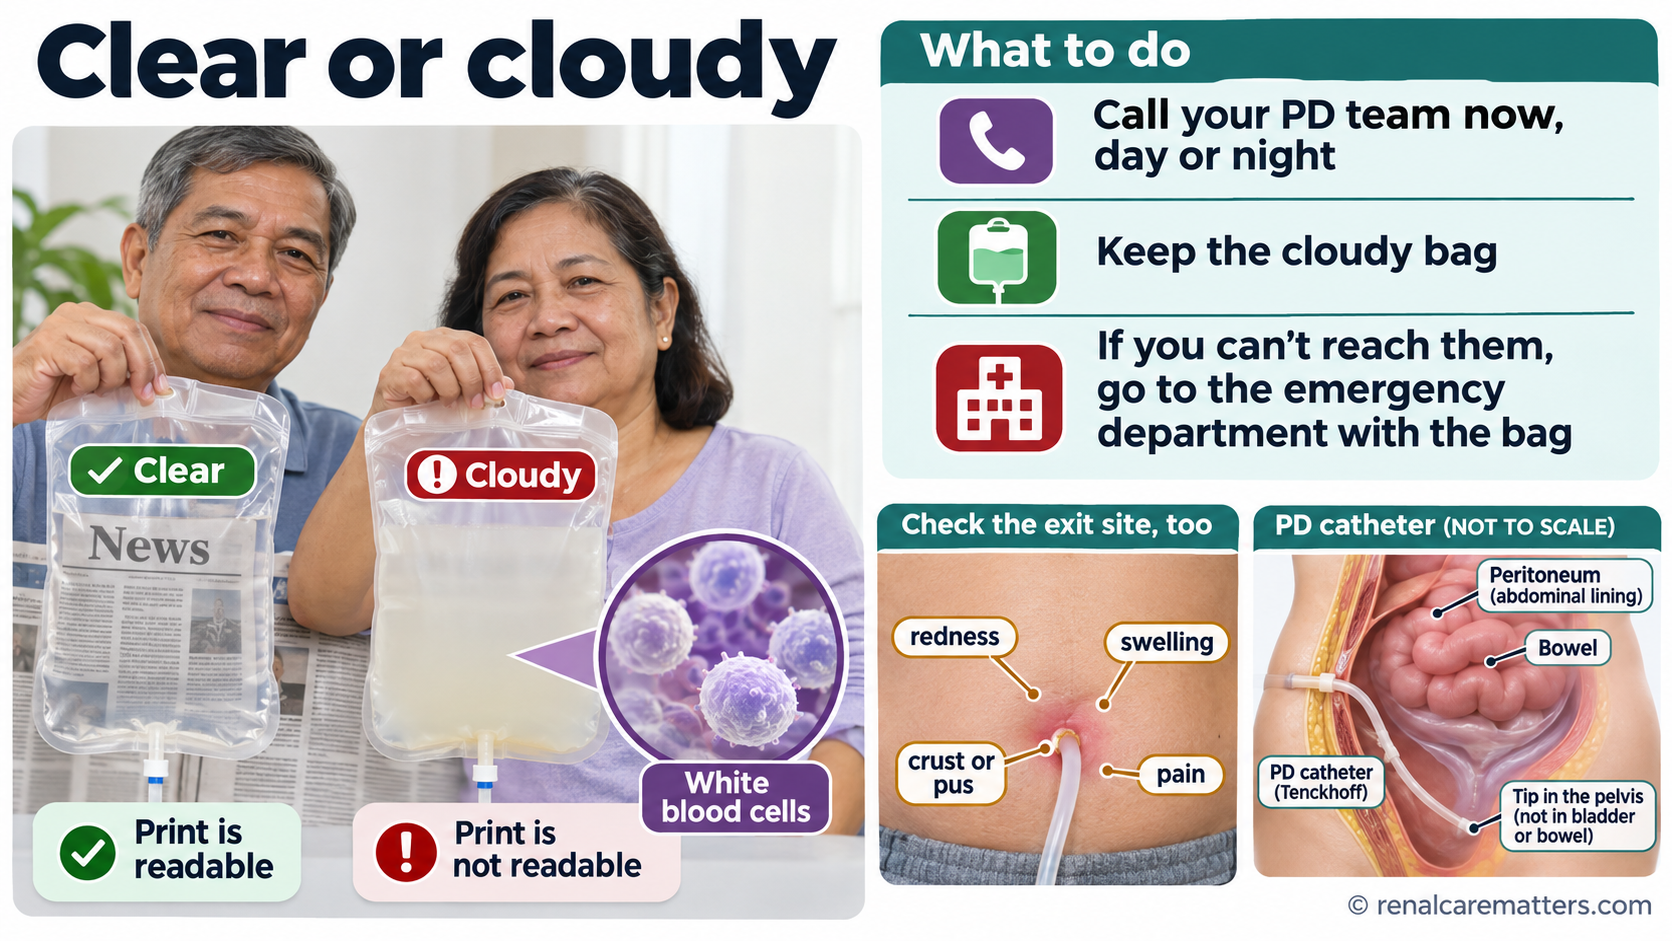 Clear or cloudy
Clear
News
Cloudy
White
blood cells
Print is
readable
Print is
not readable
What to do
Call your PD team now,
day or night
Keep the cloudy bag
If you can't reach them,
go to the emergency
department with the bag
Check the exit site, too
redness
swelling
crust or
pus
pain
PD catheter (NOT TO SCALE)
Peritoneum
(abdominal lining)
Bowel
PD catheter
(Tenckhoff)
Tip in the pelvis
(not in bladder
or bowel)
© renalcarematters.com